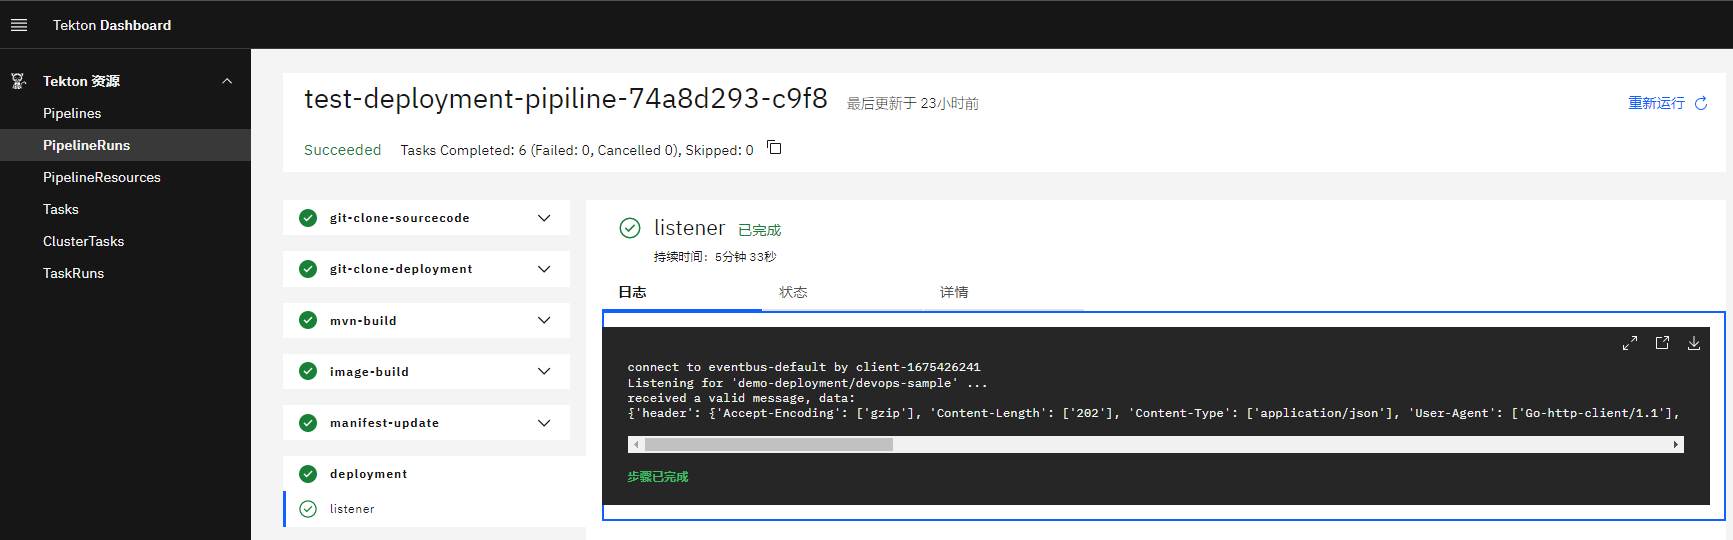 Tekton Dashboard
Tekton 资源
Pipelines
PipelineRuns
PipelineResources
Tasks
ClusterTasks
TaskRuns
test-deployment-pipiline-74a8d293-c9f8 最后更新于 23小时前
重新运行
Succeeded Tasks Completed: 6 (Failed: 0, Cancelled 0), Skipped: 0
git-clone-sourcecode
git-clone-deployment
mvn-build
image-build
manifest-update
deployment
listener
listener 已完成
持续时间：5分钟 33秒
日志 状态 详情
connect to eventbus-default by client-1675426241
Listening for 'demo-deployment/devops-sample' ...
received a valid message, data:
{'header': {'Accept-Encoding': ['gzip'], 'Content-Length': ['202'], 'Content-Type': ['application/json'], 'User-Agent': ['Go-http-client/1.1'],
步骤已完成